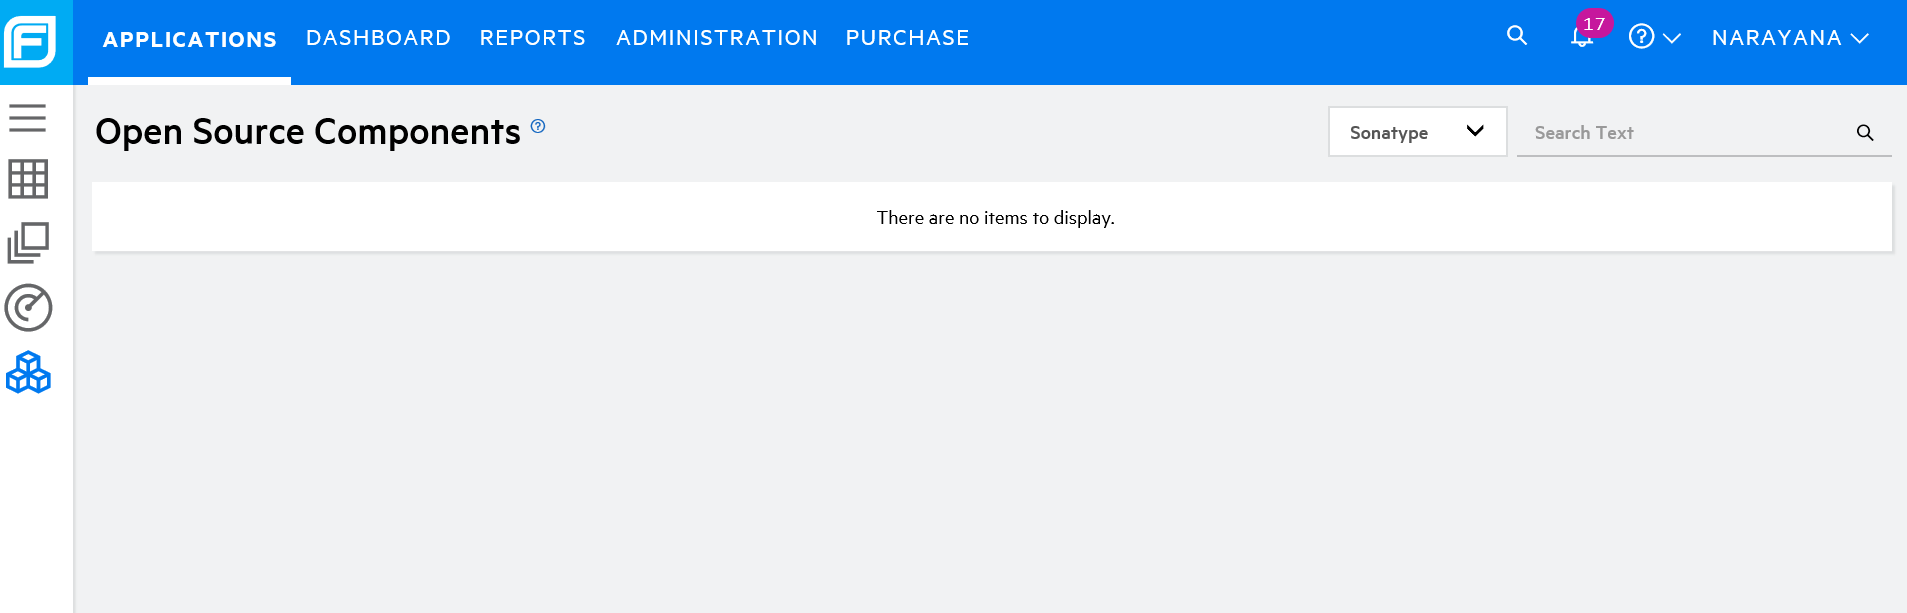 APPLICATIONS DASHBOARD REPORTS ADMINISTRATION PURCHASE 17 NARAYANA
Open Source Components
Sonatype Search Text
There are no items to display.